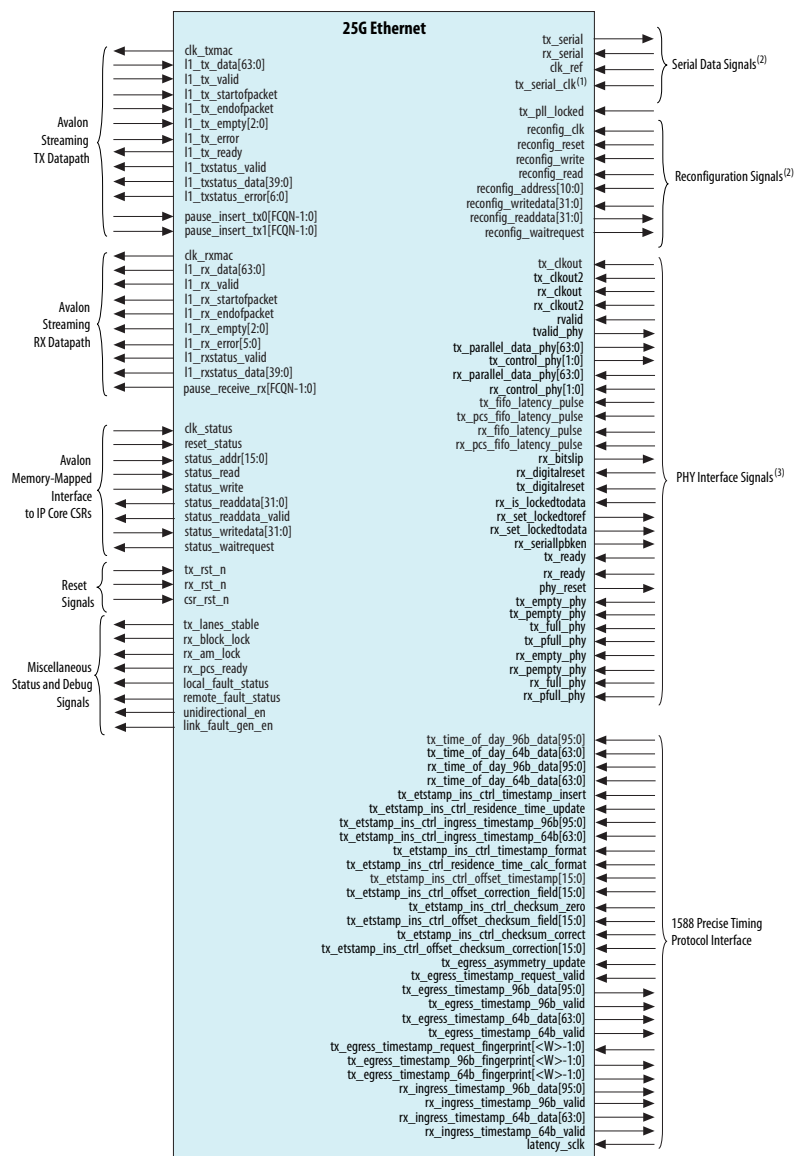 25G Ethernet
clk_txmac
l1_tx_data[63:0]
l1_tx_valid
l1_tx_startofpacket
l1_tx_endofpacket
l1_tx_empty[2:0]
l1_tx_error
l1_tx_ready
l1_txstatus_valid
l1_txstatus_data[39:0]
l1_txstatus_error[6:0]
pause_insert_tx0[FCQN-1:0]
pause_insert_tx1[FCQN-1:0]
Avalon
Streaming
TX Datapath
clk_rxmac
l1_rx_data[63:0]
l1_rx_valid
l1_rx_startofpacket
l1_rx_endofpacket
l1_rx_empty[2:0]
l1_rx_error[5:0]
l1_rxstatus_valid
l1_rxstatus_data[39:0]
pause_receive_rx[FCQN-1:0]
Avalon
Streaming
RX Datapath
clk_status
reset_status
status_addr[15:0]
status_read
status_write
status_readdata[31:0]
status_readdata_valid
status_writedata[31:0]
status_waitrequest
Avalon
Memory-Mapped
Interface
to IP Core CSRs
tx_rst_n
rx_rst_n
csr_rst_n
Reset
Signals
tx_lanes_stable
rx_block_lock
rx_am_lock
rx_pcs_ready
local_fault_status
remote_fault_status
unidirectional_en
link_fault_gen_en
Miscellaneous
Status and Debug
Signals
tx_serial
rx_serial
clk_ref
tx_serial_clk(1)
Serial Data Signals(2)
tx_pll_locked
reconfig_clk
reconfig_reset
reconfig_write
reconfig_read
reconfig_address[10:0]
reconfig_writedata[31:0]
reconfig_readdata[31:0]
reconfig_waitrequest
Reconfiguration Signals(2)
tx_clkout
tx_clkout2
rx_clkout
rx_clkout2
rvalid
tvalid_phy
tx_parallel_data_phy[63:0]
tx_control_phy[1:0]
rx_parallel_data_phy[63:0]
rx_control_phy[1:0]
tx_fifo_latency_pulse
tx_pcs_fifo_latency_pulse
rx_fifo_latency_pulse
rx_pcs_fifo_latency_pulse
rx_bitslip
rx_digitalreset
tx_digitalreset
rx_is_lockedtodata
rx_set_lockedtoref
rx_set_lockedtodata
rx_seriallpbken
tx_ready
rx_ready
phy_reset
tx_empty_phy
tx_pempty_phy
tx_full_phy
tx_pfull_phy
rx_empty_phy
rx_pempty_phy
rx_full_phy
rx_pfull_phy
PHY Interface Signals(3)
tx_time_of_day_96b_data[95:0]
tx_time_of_day_64b_data[63:0]
rx_time_of_day_96b_data[95:0]
rx_time_of_day_64b_data[63:0]
tx_etstamp_ins_ctrl_timestamp_insert
tx_etstamp_ins_ctrl_residence_time_update
tx_etstamp_ins_ctrl_ingress_timestamp_96b[95:0]
tx_etstamp_ins_ctrl_ingress_timestamp_64b[63:0]
tx_etstamp_ins_ctrl_timestamp_format
tx_etstamp_ins_ctrl_residence_time_calc_format
tx_etstamp_ins_ctrl_offset_timestamp[15:0]
tx_etstamp_ins_ctrl_offset_correction_field[15:0]
tx_etstamp_ins_ctrl_checksum_zero
tx_etstamp_ins_ctrl_offset_checksum_field[15:0]
tx_etstamp_ins_ctrl_checksum_correct
tx_etstamp_ins_ctrl_offset_checksum_correction[15:0]
tx_egress_asymmetry_update
tx_egress_timestamp_request_valid
tx_egress_timestamp_96b_data[95:0]
tx_egress_timestamp_96b_valid
tx_egress_timestamp_64b_data[63:0]
tx_egress_timestamp_64b_valid
tx_egress_timestamp_request_fingerprint[<W>-1:0]
tx_egress_timestamp_96b_fingerprint[<W>-1:0]
tx_egress_timestamp_64b_fingerprint[<W>-1:0]
rx_ingress_timestamp_96b_data[95:0]
rx_ingress_timestamp_96b_valid
rx_ingress_timestamp_64b_data[63:0]
rx_ingress_timestamp_64b_valid
latency_sclk
1588 Precise Timing
Protocol Interface